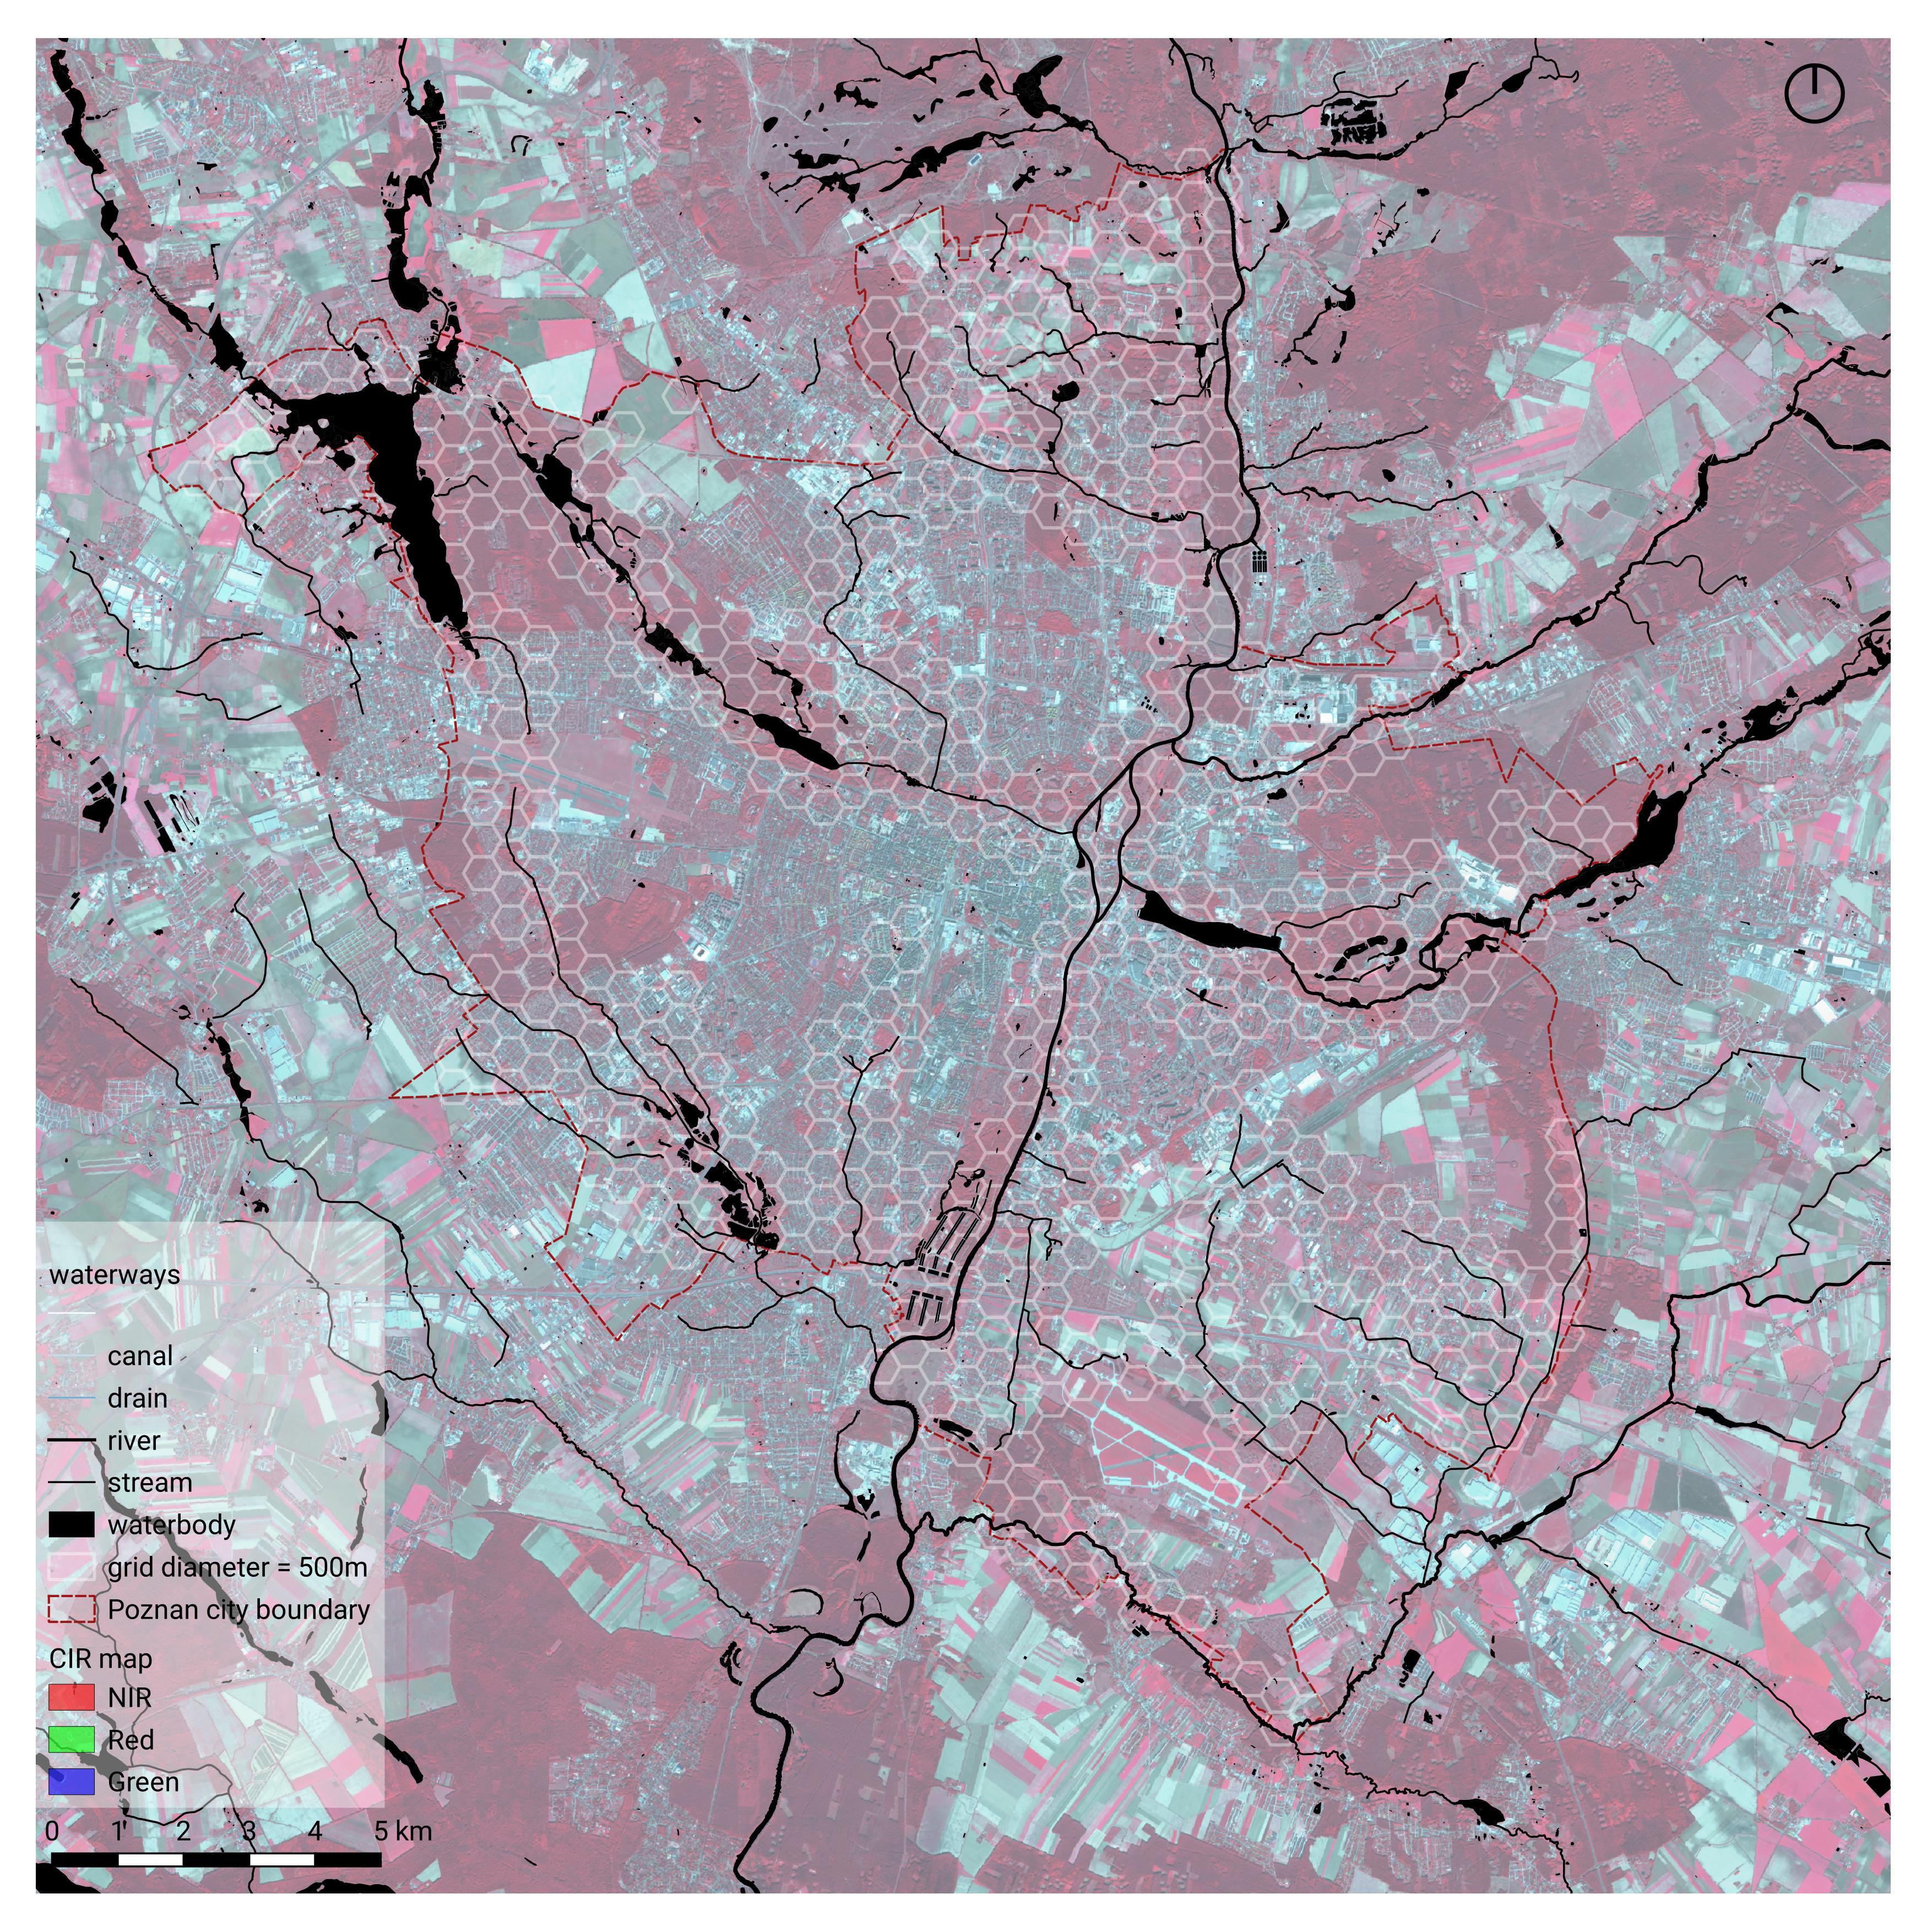 waterways
canal
drain
river
stream
waterbody
grid diameter = 500m
Poznan city boundary
CIR map
NIR
Red
Green
0 1 2 3 4 5 km